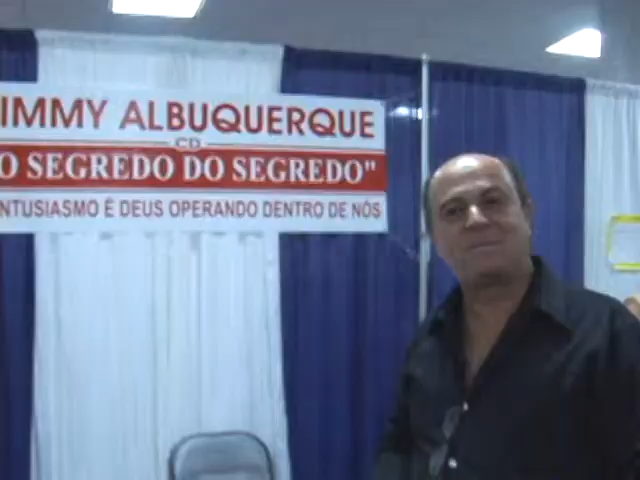 IMMY ALBUQUERQUE
CD
O SEGREDO DO SEGREDO"
NTUSIASMO É DEUS OPERANDO DENTRO DE NÓS